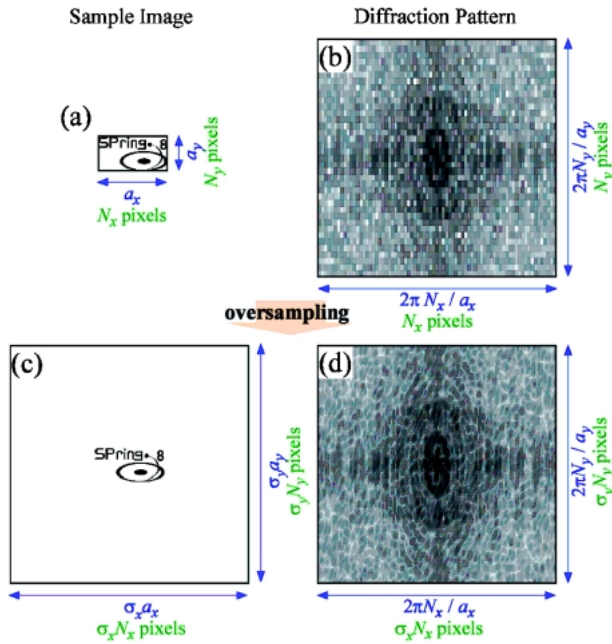 Sample Image
Diffraction Pattern
(a)
SPring-8
a_y
N_y pixels
a_x
N_x pixels
(b)
2πN_y / a_y
N_y pixels
2π N_x / a_x
N_x pixels
oversampling
(c)
SPring-8
σ_y a_y
σ_y N_y pixels
σ_x a_x
σ_x N_x pixels
(d)
2πN_y / a_y
σ_y N_y pixels
2πN_x / a_x
σ_x N_x pixels